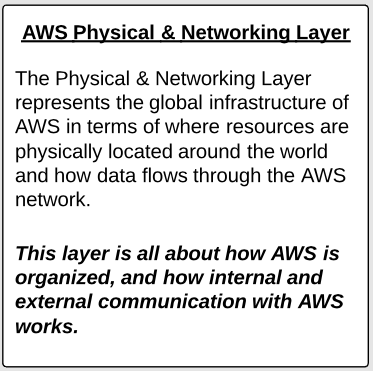 AWS Physical & Networking Layer
The Physical & Networking Layer
represents the global infrastructure of
AWS in terms of where resources are
physically located around the world
and how data flows through the AWS
network.
This layer is all about how AWS is
organized, and how internal and
external communication with AWS
works.